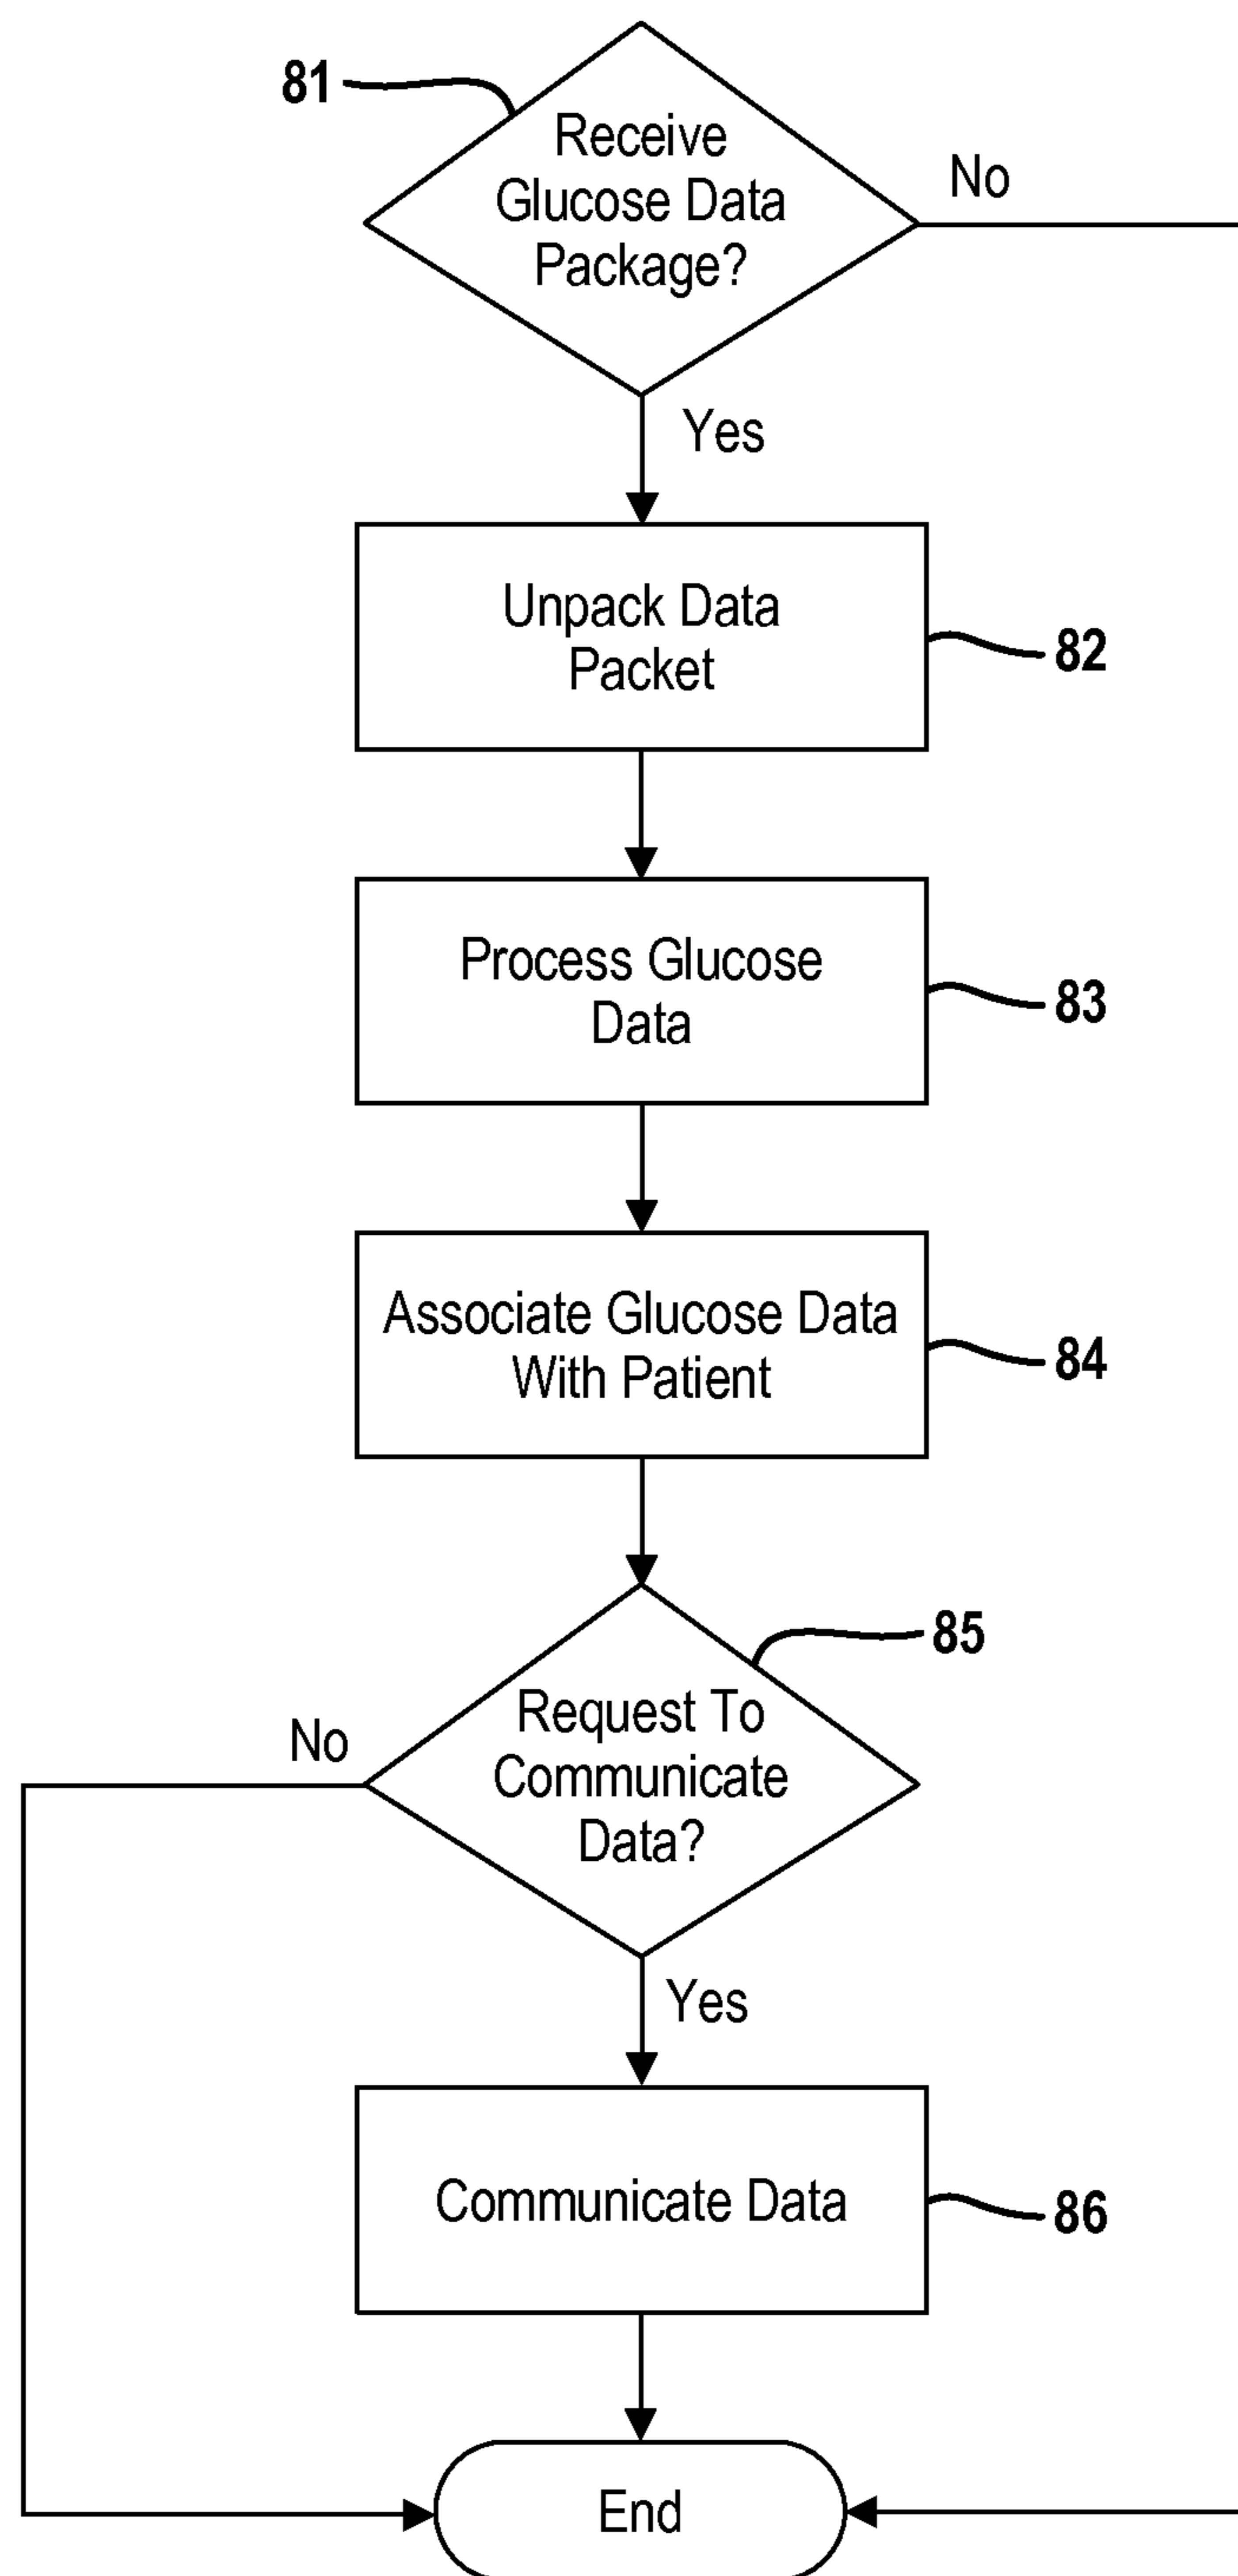 81
Receive
Glucose Data
Package?
No
Yes
Unpack Data
Packet
82
Process Glucose
Data
83
Associate Glucose Data
With Patient
84
85
Request To
Communicate
Data?
No
Yes
Communicate Data
86
End